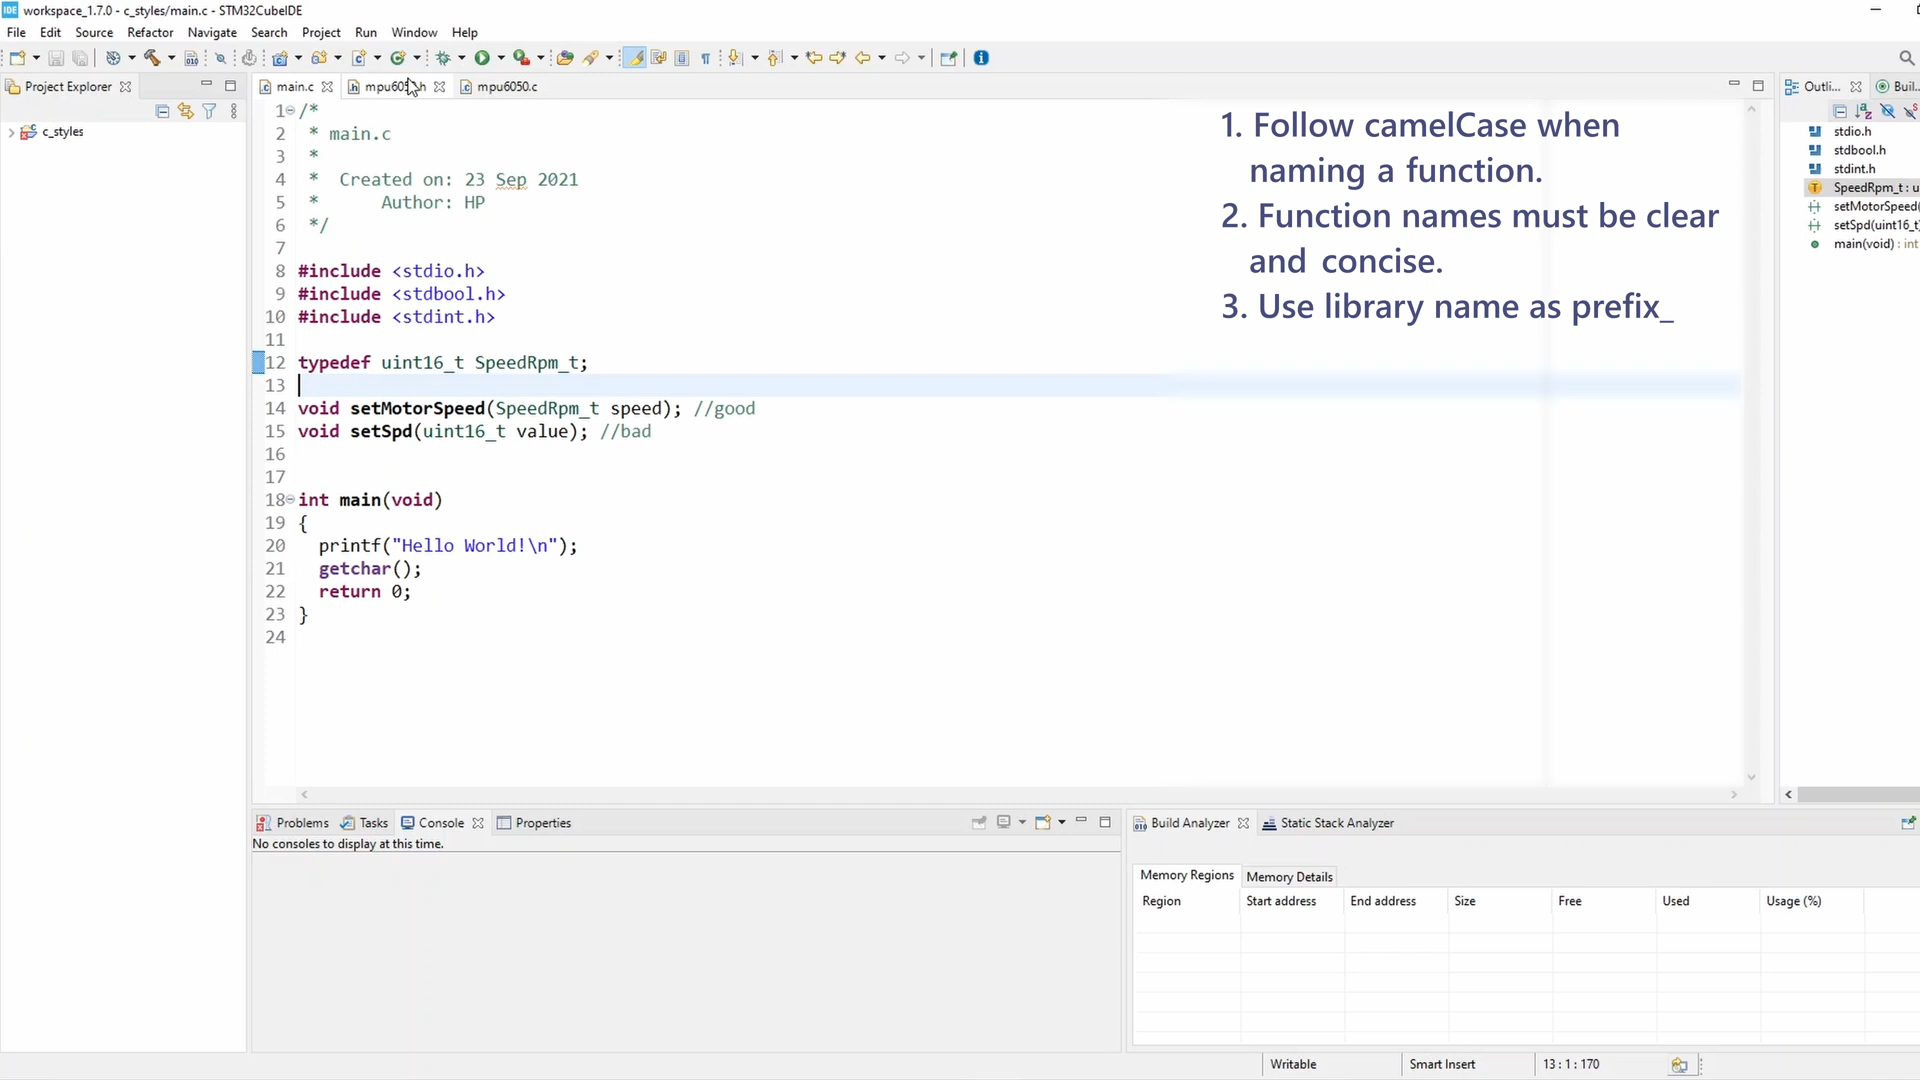 workspace_1.7.0 - c_styles/main.c - STM32CubeIDE
File Edit Source Refactor Navigate Search Project Run Window Help
Project Explorer
c_styles
main.c
mpu6050.h
mpu6050.c
1 /*
2 * main.c
3 *
4 * Created on: 23 Sep 2021
5 * Author: HP
6 */
7
8 #include <stdio.h>
9 #include <stdbool.h>
10 #include <stdint.h>
11
12 typedef uint16_t SpeedRpm_t;
13
14 void setMotorSpeed(SpeedRpm_t speed); //good
15 void setSpd(uint16_t value); //bad
16
17
18 int main(void)
19 {
20 printf("Hello World!\n");
21 getchar();
22 return 0;
23 }
24
1. Follow camelCase when
naming a function.
2. Function names must be clear
and concise.
3. Use library name as prefix_
Outli...
Buil...
stdio.h
stdbool.h
stdint.h
SpeedRpm_t : u
setMotorSpeed(
setSpd(uint16_t
main(void) : int
Problems Tasks Console Properties
No consoles to display at this time.
Build Analyzer Static Stack Analyzer
Memory Regions Memory Details
Region Start address End address Size Free Used Usage (%)
Writable Smart Insert 13 : 1 : 170